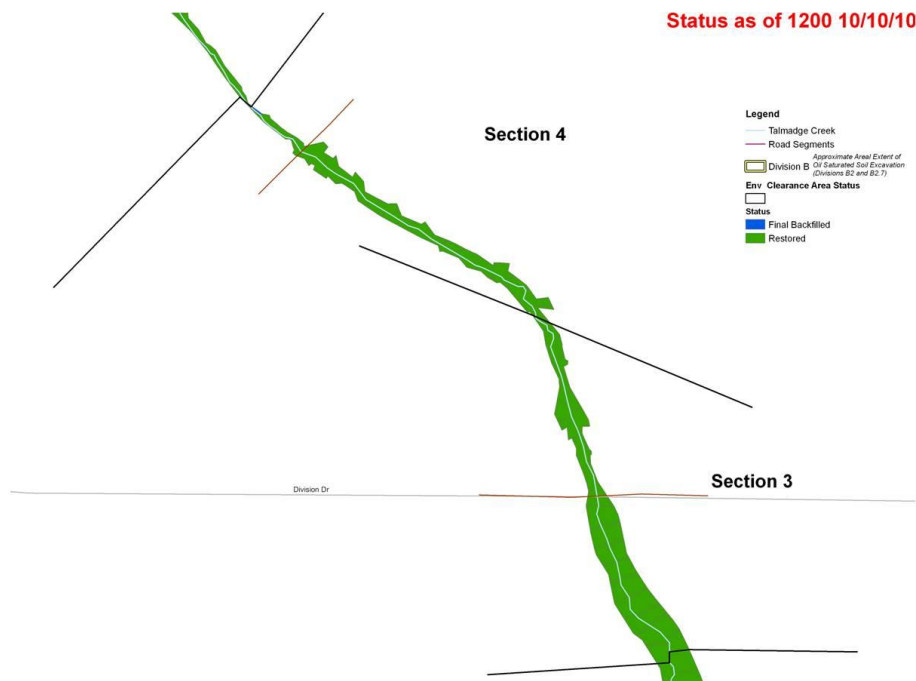 Status as of 1200 10/10/10
Section 4
Legend
Talmadge Creek
Road Segments
Division B
Approximate Areal Extent of
Oil Saturated Soil Excavation
(Divisions B2 and B2.7)
Env Clearance Area Status
Status
Final Backfilled
Restored
Section 3
Division Dr